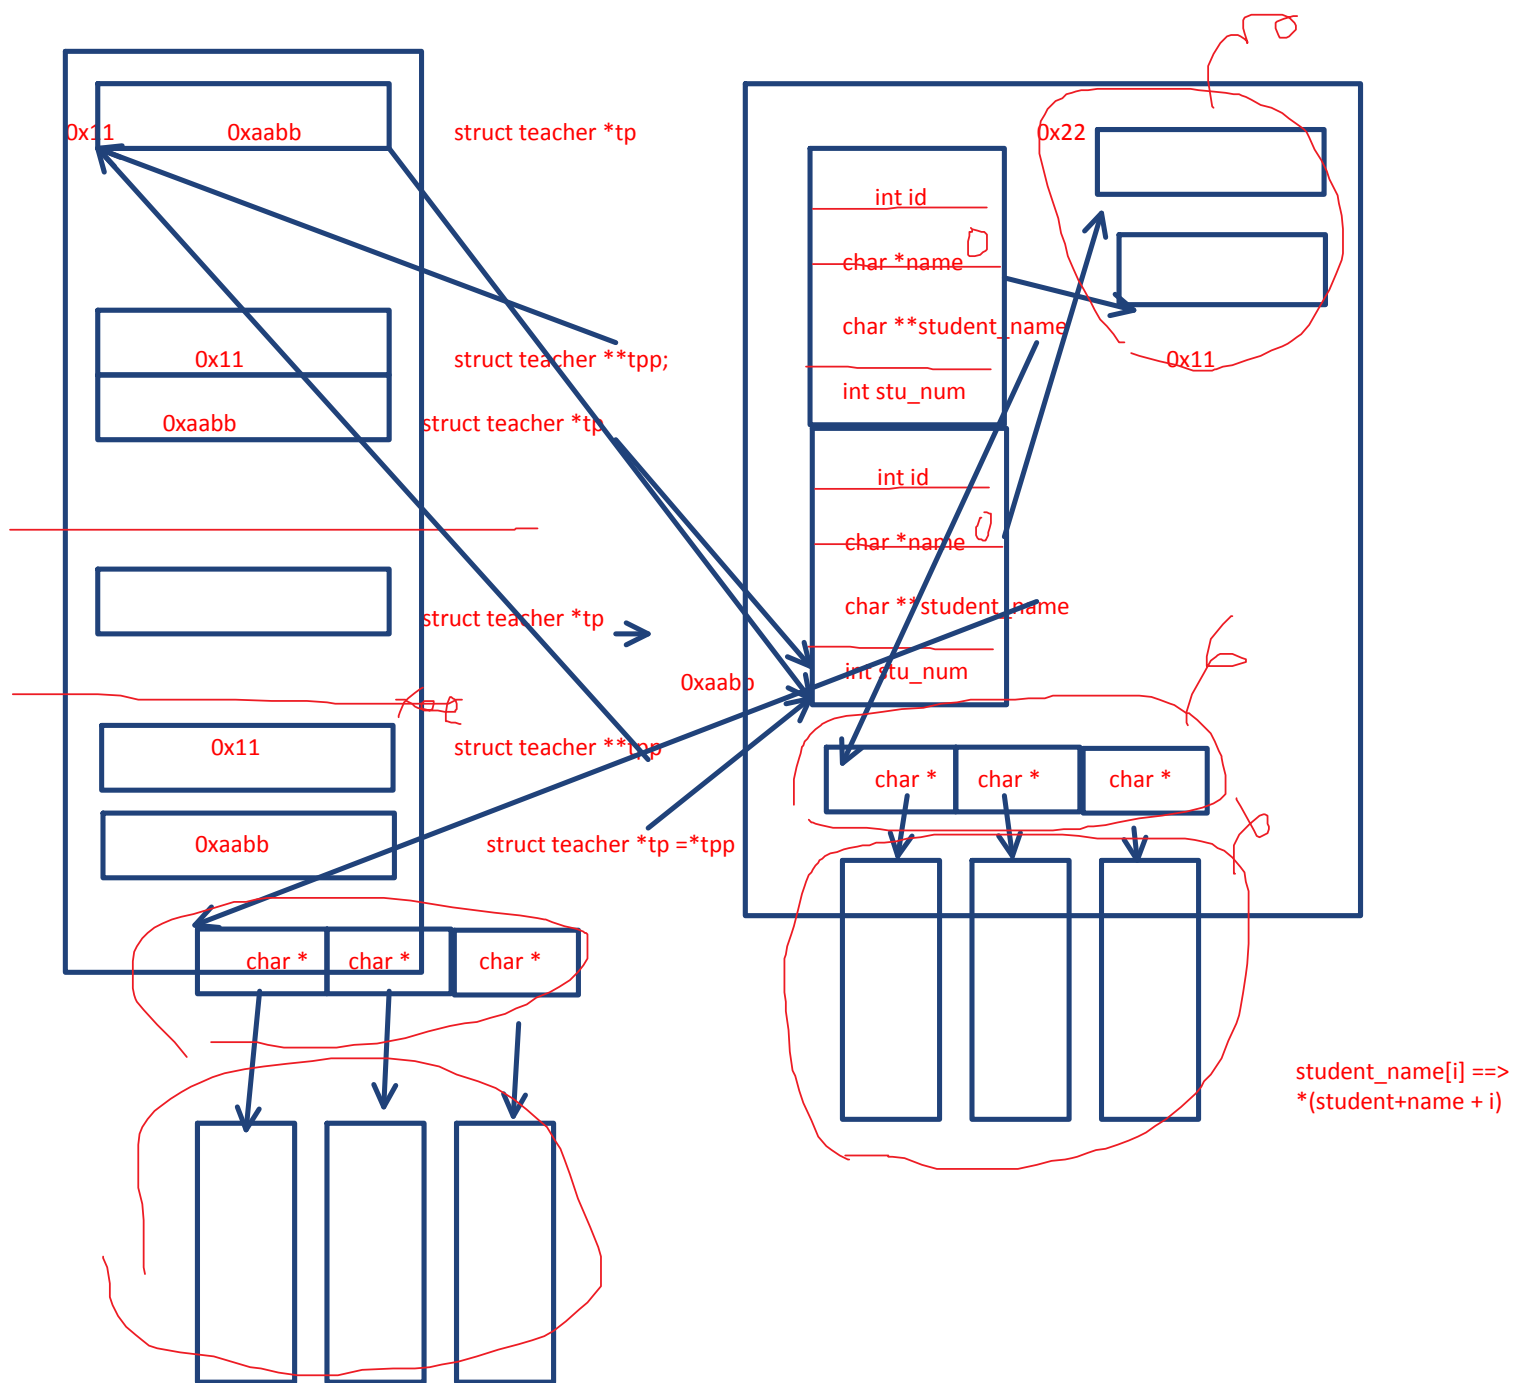 0x11
0xaabb
struct teacher *tp
0x11
struct teacher **tpp;
0xaabb
struct teacher *tp
struct teacher *tp
0xaabb
0x11
struct teacher **tpp
0xaabb
struct teacher *tp =*tpp
char *
char *
char *
0x22
int id
char *name
char **student_name
0x11
int stu_num
int id
char *name
char **student_name
int stu_num
char *
char *
char *
student_name[i] ==>
*(student+name + i)